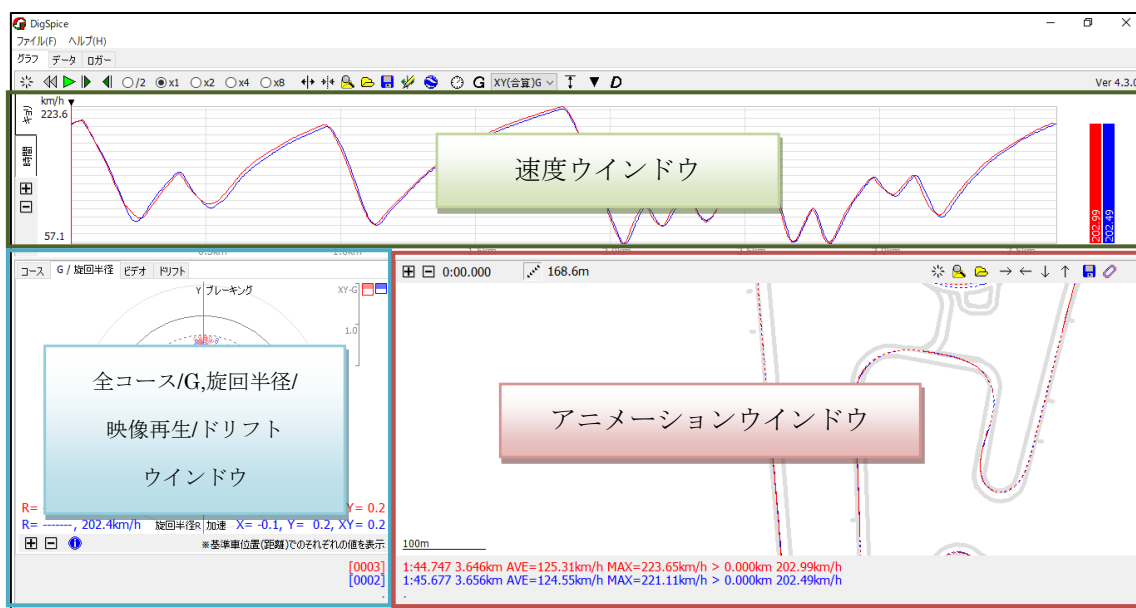 DigSpice
ファイル(F) ヘルプ(H)
グラフ データ ロガー
/2 x1 x2 x4 x8 G XY(合算)G D Ver 4.3.0
km/h
223.6
キョリ
時間
57.1
速度ウインドウ
202.99
202.49
コース G / 旋回半径 ビデオ ドリフト
Y ブレーキング XY-G
1.0
全コース/G,旋回半径/
映像再生/ドリフト
ウインドウ
R= Y= 0.2
R= -------, 202.4km/h 旋回半径R 加速 X= -0.1, Y= 0.2, XY= 0.2
※基準車位置(距離)でのそれぞれの値を表示
[0003]
[0002]
0:00.000 168.6m
アニメーションウインドウ
100m
1:44.747 3.646km AVE=125.31km/h MAX=223.65km/h > 0.000km 202.99km/h
1:45.677 3.656km AVE=124.55km/h MAX=221.11km/h > 0.000km 202.49km/h